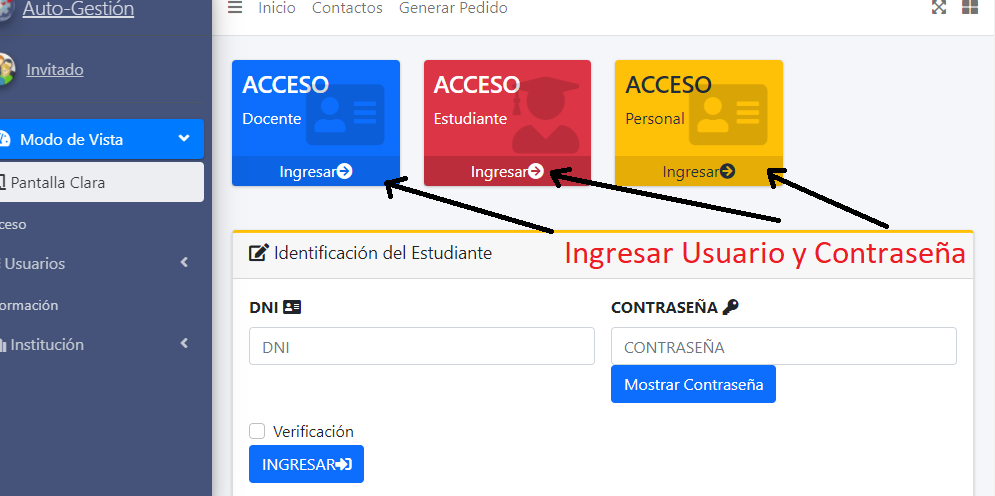 Auto-Gestión
Inicio Contactos Generar Pedido
Invitado
Modo de Vista
Pantalla Clara
ceso
Usuarios
ormación
Institución
ACCESO
Docente
Ingresar
ACCESO
Estudiante
Ingresar
ACCESO
Personal
Ingresar
Ingresar Usuario y Contraseña
Identificación del Estudiante
DNI
DNI
CONTRASEÑA
CONTRASEÑA
Mostrar Contraseña
Verificación
INGRESAR